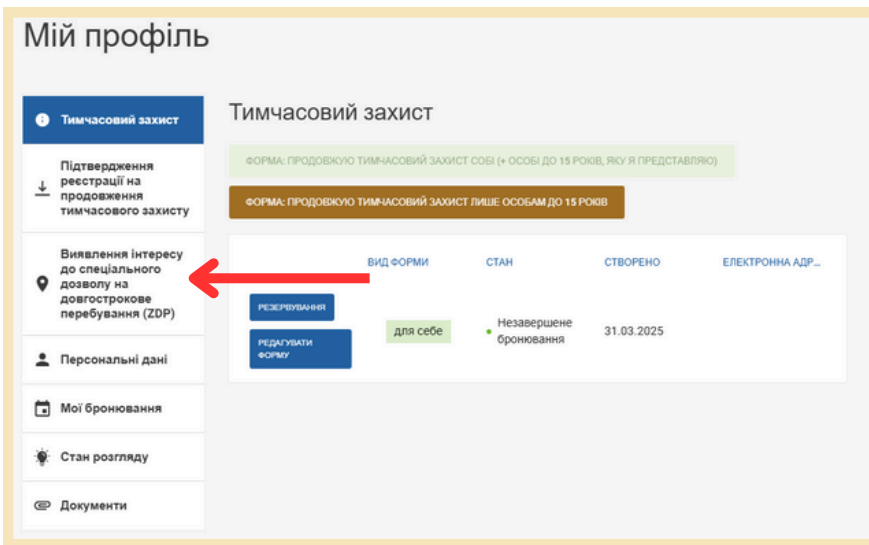 Мій профіль
Тимчасовий захист
Підтвердження
реєстрації на
продовження
тимчасового захисту
Виявлення інтересу
до спеціального
дозволу на
довгострокове
перебування (ZDP)
Персональні дані
Мої бронювання
Стан розгляду
Документи
Тимчасовий захист
ФОРМА: ПРОДОВЖУЮ ТИМЧАСОВИЙ ЗАХИСТ СОБІ (+ ОСОБІ ДО 15 РОКІВ, ЯКУ Я ПРЕДСТАВЛЯЮ)
ФОРМА: ПРОДОВЖУЮ ТИМЧАСОВИЙ ЗАХИСТ ЛИШЕ ОСОБАМ ДО 15 РОКІВ
ВИД ФОРМИ СТАН СТВОРЕНО ЕЛЕКТРОННА АДР...
РЕЗЕРВУВАННЯ
РЕДАГУВАТИ
ФОРМУ
для себе
Незавершене
бронювання
31.03.2025